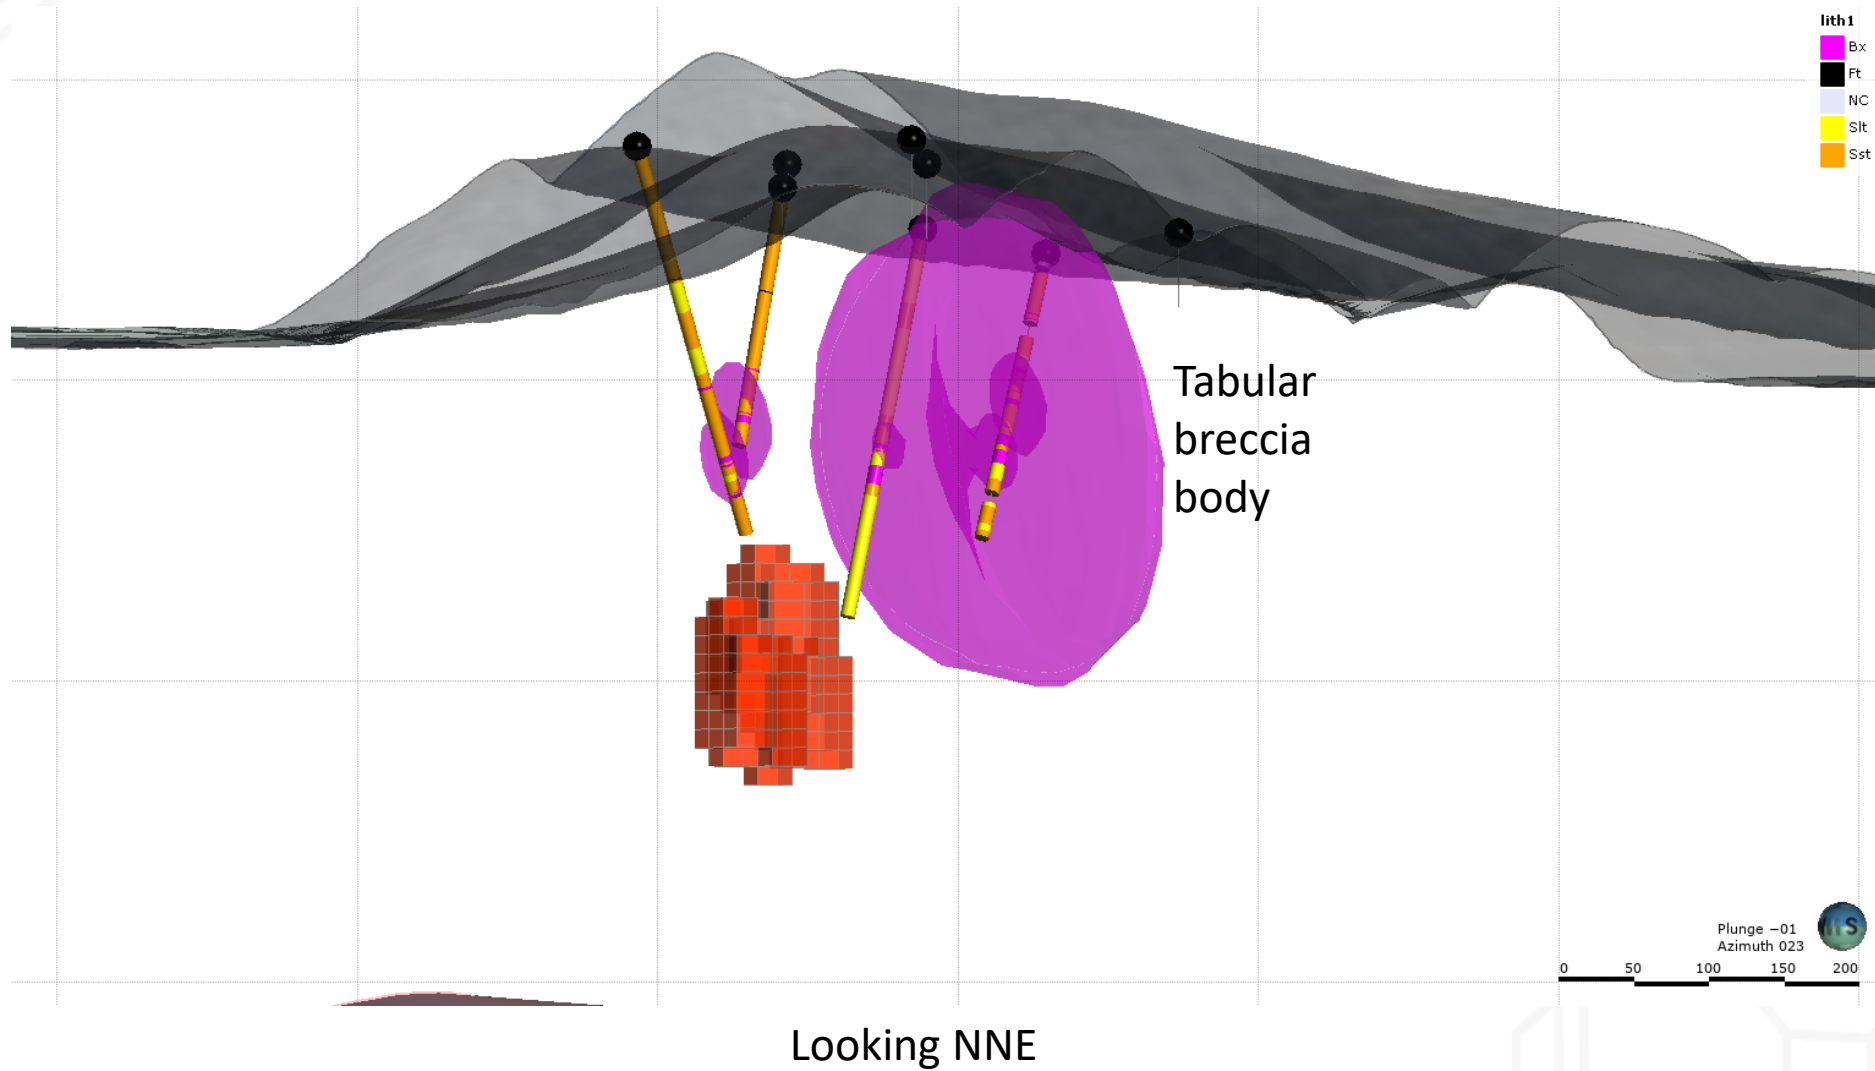 lith1
Bx
Ft
NC
Slt
Sst
Tabular
breccia
body
Plunge −01
Azimuth 023
0 50 100 150 200
Looking NNE